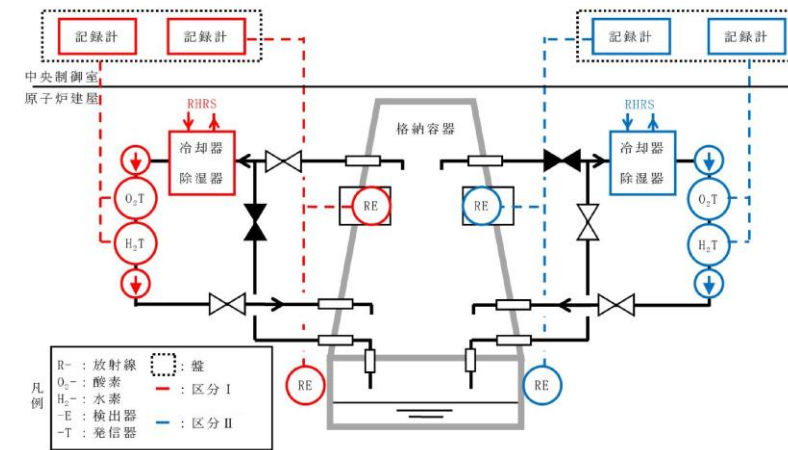 記録計
記録計
記録計
記録計
中央制御室
原子炉建屋
RHRS
格納容器
RHRS
冷却器
除湿器
冷却器
除湿器
O₂T
H₂T
RE
RE
O₂T
H₂T
RE
RE
凡例
R- : 放射線
O₂- : 酸素
H₂- : 水素
-E : 検出器
-T : 発信器
: 盤
: 区分Ⅰ
: 区分Ⅱ